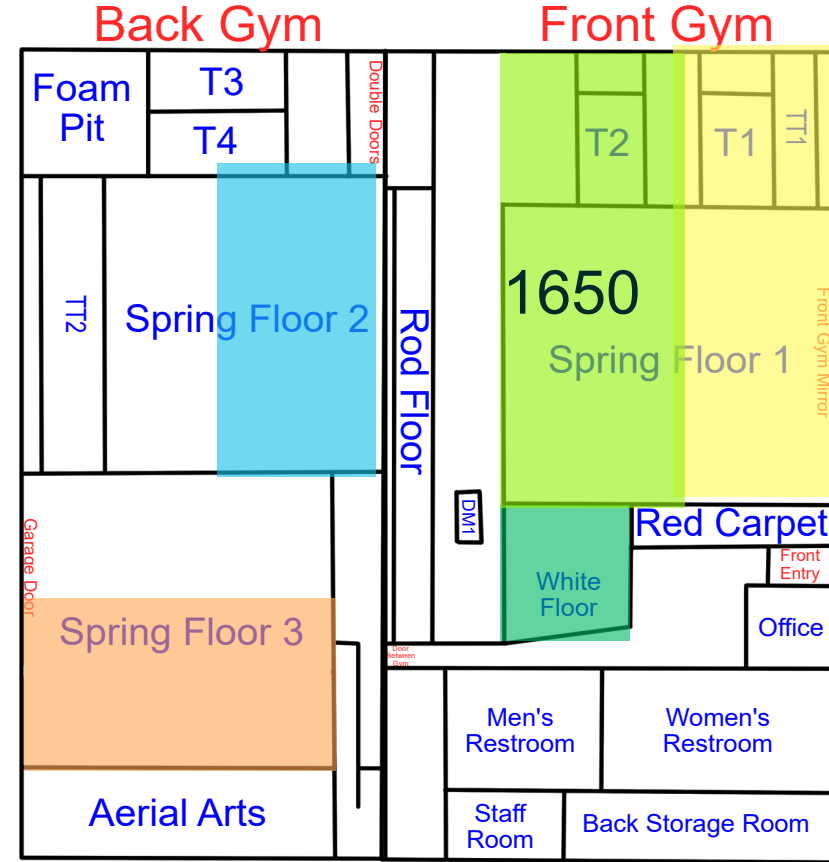 Back Gym
Front Gym
Foam
Pit
T3
T4
Double Doors
T2
T1
TT1
TT2
Spring Floor 2
Rod Floor
1650
Spring Floor 1
Front Gym Mirror
DM1
Red Carpet
Garage Door
White
Floor
Front
Entry
Spring Floor 3
Office
Door
Between
Gym
Men's
Restroom
Women's
Restroom
Aerial Arts
Staff
Room
Back Storage Room